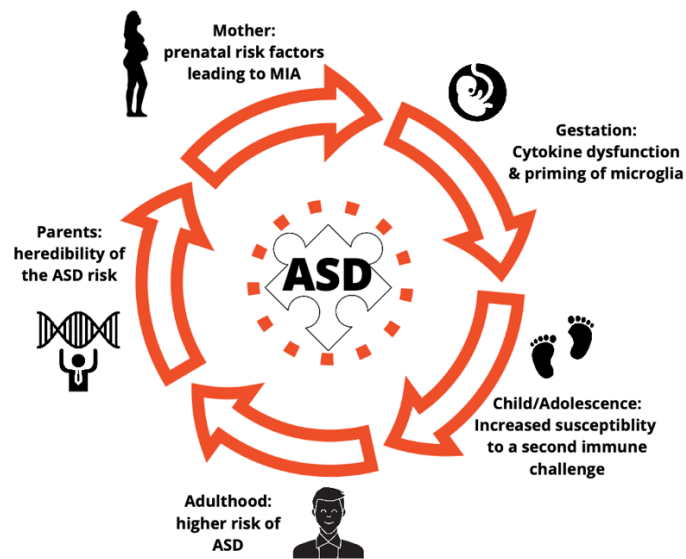 Mother:
prenatal risk factors
leading to MIA
Gestation:
Cytokine dysfunction
& priming of microglia
Parents:
heredibility of
the ASD risk
ASD
Child/Adolescence:
Increased susceptiblity
to a second immune
challenge
Adulthood:
higher risk of
ASD